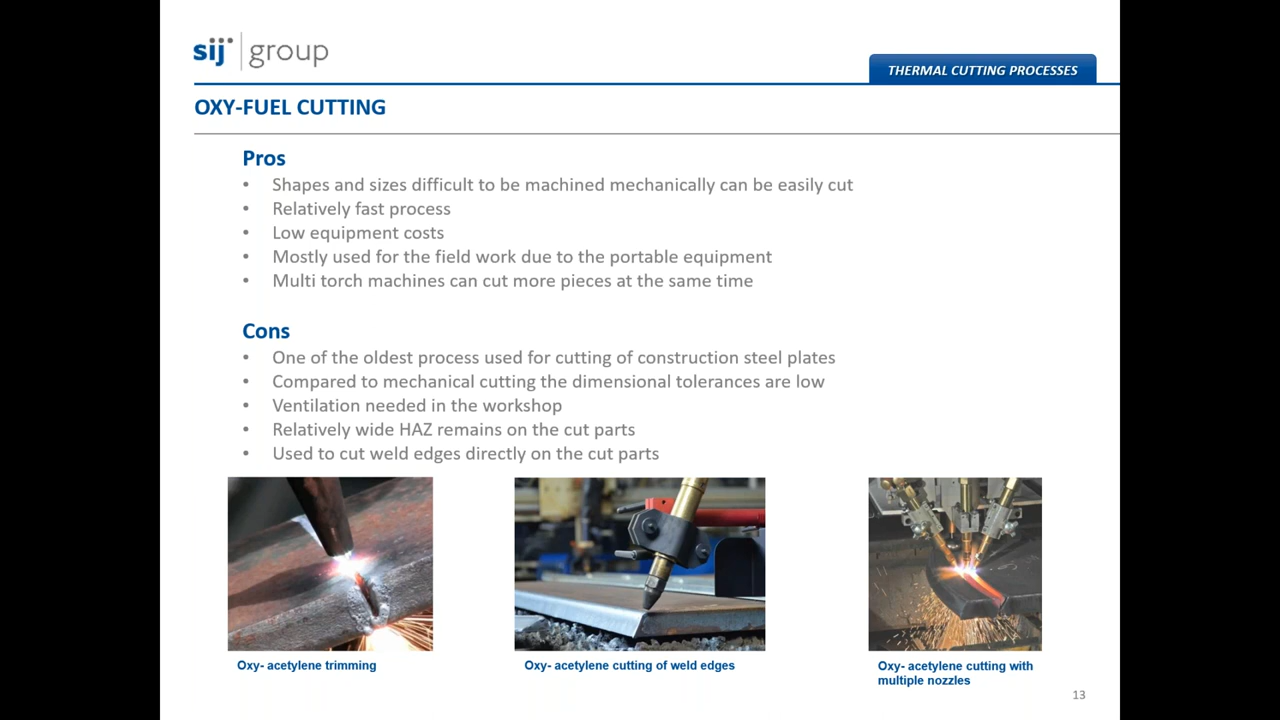 sij group
THERMAL CUTTING PROCESSES
OXY-FUEL CUTTING
Pros
• Shapes and sizes difficult to be machined mechanically can be easily cut
• Relatively fast process
• Low equipment costs
• Mostly used for the field work due to the portable equipment
• Multi torch machines can cut more pieces at the same time
Cons
• One of the oldest process used for cutting of construction steel plates
• Compared to mechanical cutting the dimensional tolerances are low
• Ventilation needed in the workshop
• Relatively wide HAZ remains on the cut parts
• Used to cut weld edges directly on the cut parts
Oxy- acetylene trimming
Oxy- acetylene cutting of weld edges
Oxy- acetylene cutting with
multiple nozzles
13